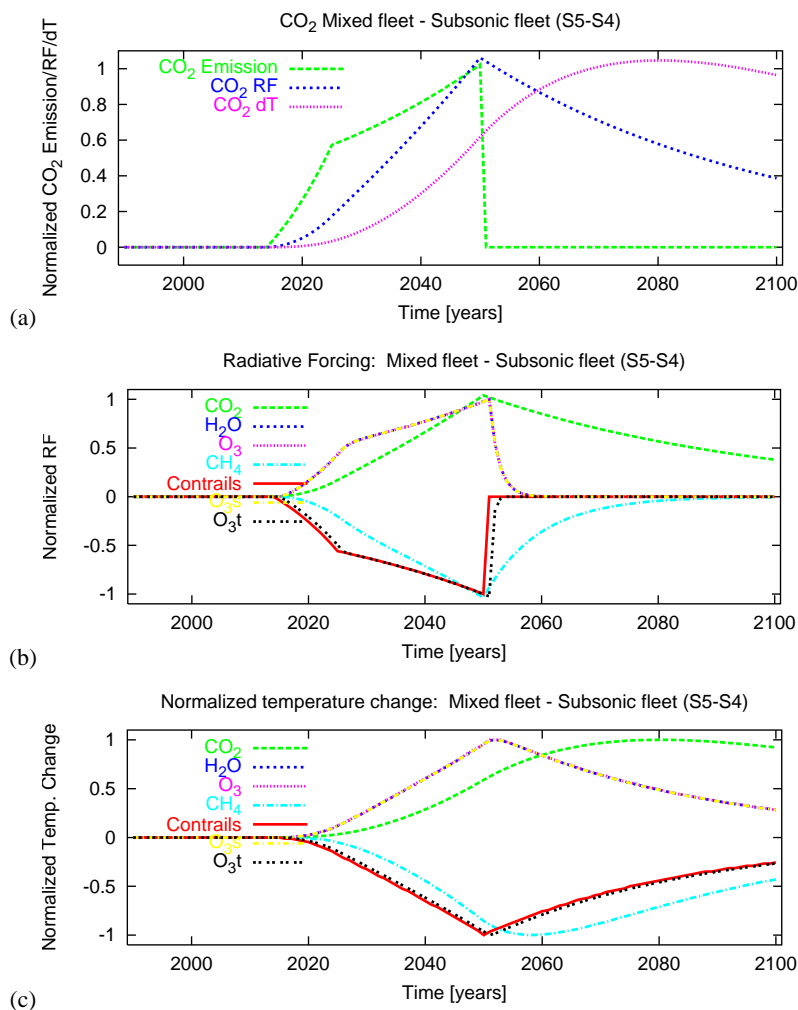 CO2 Mixed fleet - Subsonic fleet (S5-S4)
Normalized CO2 Emission/RF/dT
1
0.8
0.6
0.4
0.2
0
CO2 Emission
CO2 RF
CO2 dT
2000 2020 2040 2060 2080 2100
Time [years]
(a)
Radiative Forcing: Mixed fleet - Subsonic fleet (S5-S4)
Normalized RF
1
0.5
0
-0.5
-1
CO2
H2O
O3
CH4
Contrails
O3s
O3t
2000 2020 2040 2060 2080 2100
Time [years]
(b)
Normalized temperature change: Mixed fleet - Subsonic fleet (S5-S4)
Normalized Temp. Change
1
0.5
0
-0.5
-1
CO2
H2O
O3
CH4
Contrails
O3s
O3t
2000 2020 2040 2060 2080 2100
Time [years]
(c)